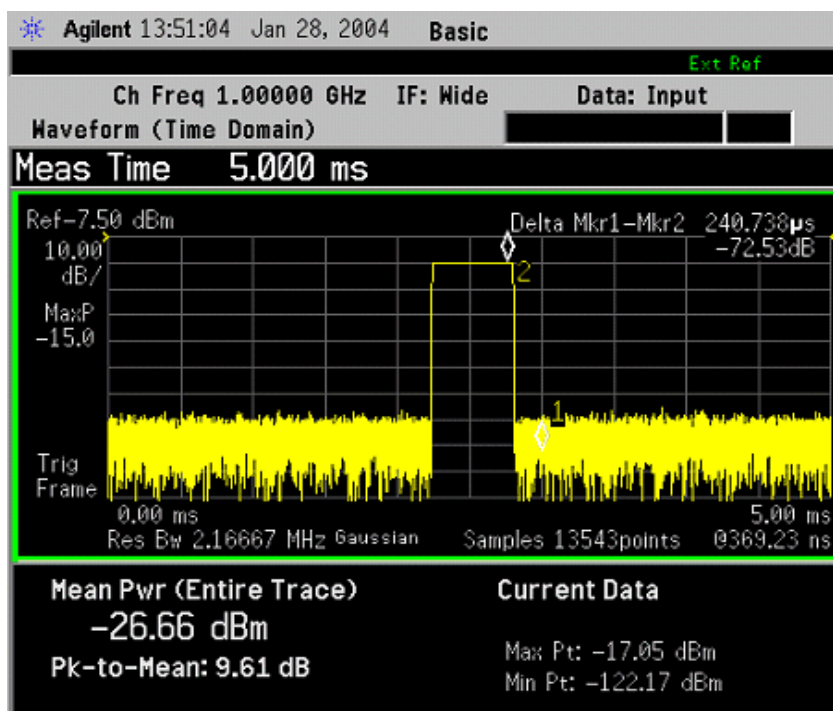 Agilent 13:51:04 Jan 28, 2004 Basic
Ext Ref
Ch Freq 1.00000 GHz IF: Wide Data: Input
Waveform (Time Domain)
Meas Time 5.000 ms
Ref-7.50 dBm Delta Mkr1-Mkr2 240.738µs
10.00 -72.53dB
dB/
2
MaxP
-15.0
1
Trig
Frame
0.00 ms 5.00 ms
Res Bw 2.16667 MHz Gaussian Samples 13543points @369.23 ns
Mean Pwr (Entire Trace) Current Data
-26.66 dBm
Max Pt: -17.05 dBm
Pk-to-Mean: 9.61 dB
Min Pt: -122.17 dBm